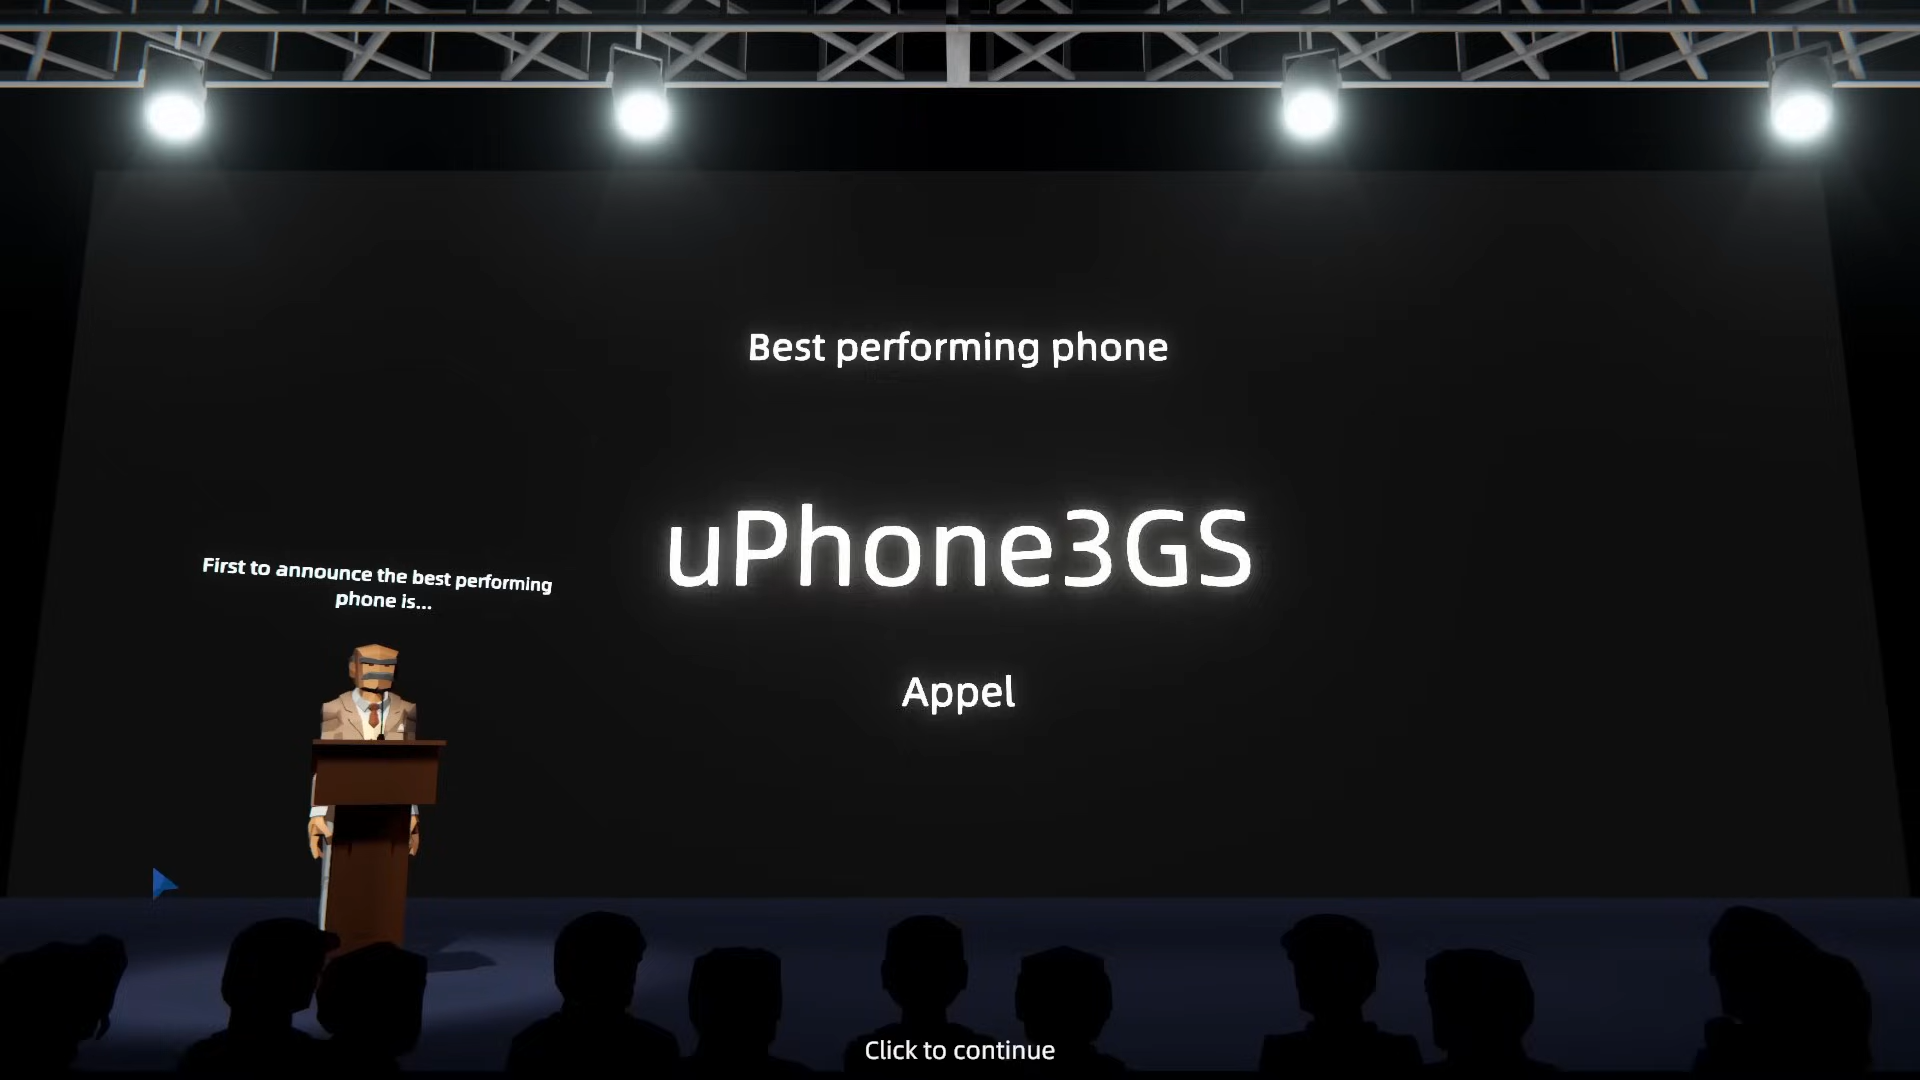 Best performing phone
uPhone3GS
Appel
First to announce the best performing
phone is...
Click to continue